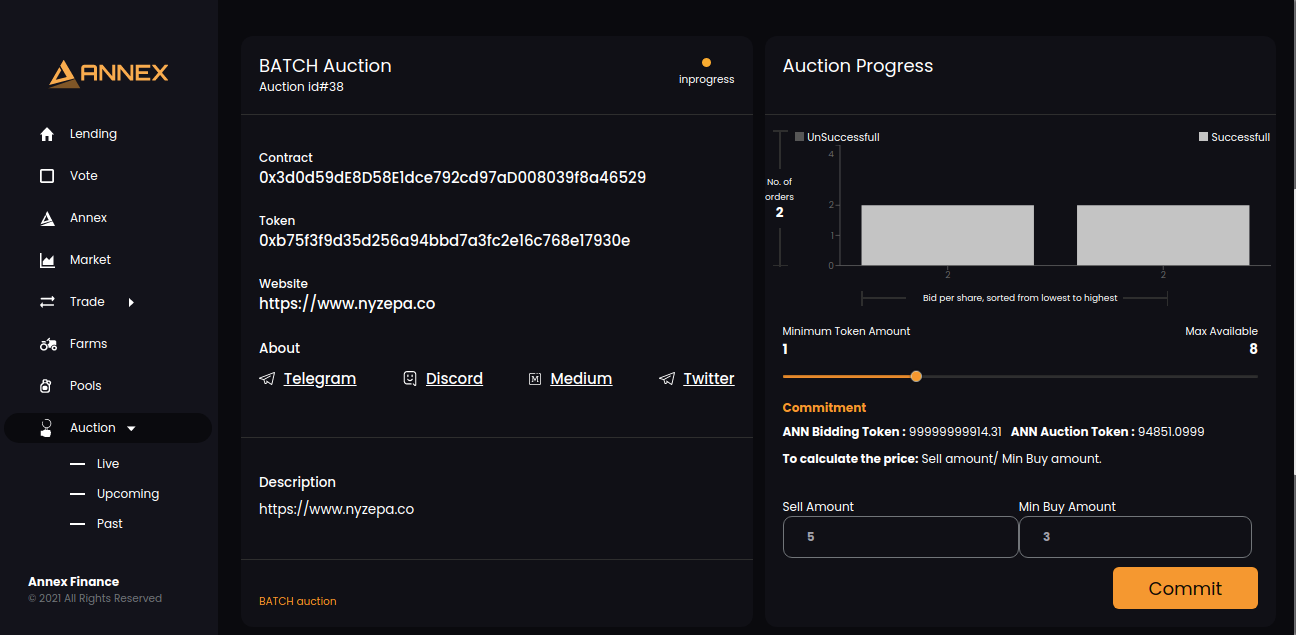 ANNEX
Lending
Vote
Annex
Market
Trade
Farms
Pools
Auction
Live
Upcoming
Past
Annex Finance
© 2021 All Rights Reserved
BATCH Auction
Auction id#38
inprogress
Contract
0x3d0d59dE8D58E1dce792cd97aD008039f8a46529
Token
0xb75f3f9d35d256a94bbd7a3fc2e16c768e17930e
Website
https://www.nyzepa.co
About
Telegram Discord Medium Twitter
Description
https://www.nyzepa.co
BATCH auction
Auction Progress
UnSuccessfull Successfull
4
No. of
orders
2
2
1
0
2 2
Bid per share, sorted from lowest to highest
Minimum Token Amount Max Available
1 8
Commitment
ANN Bidding Token : 99999999914.31 ANN Auction Token : 94851.0999
To calculate the price: Sell amount/ Min Buy amount.
Sell Amount Min Buy Amount
5 3
Commit